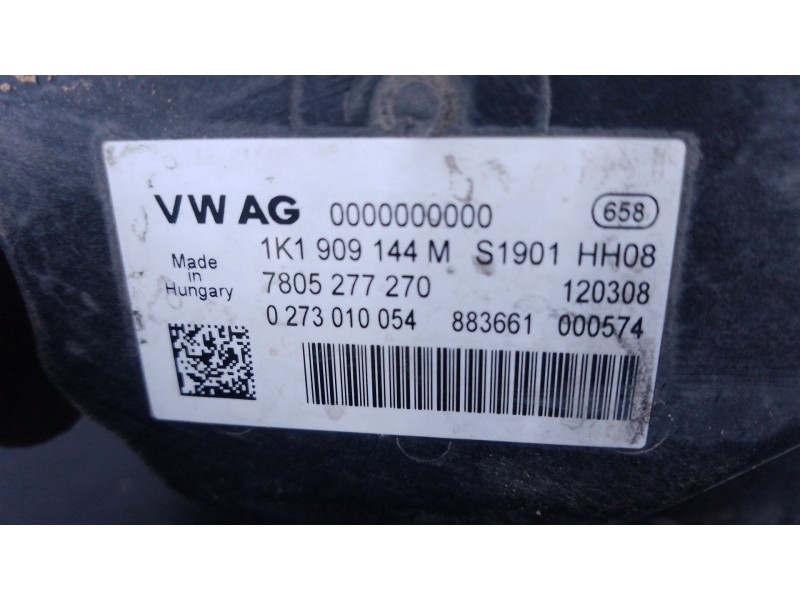 VW AG 0000000000 658
1K1 909 144 M S1901 HH08
Made in Hungary
7805 277 270 120308
0 273 010 054 883661 000574